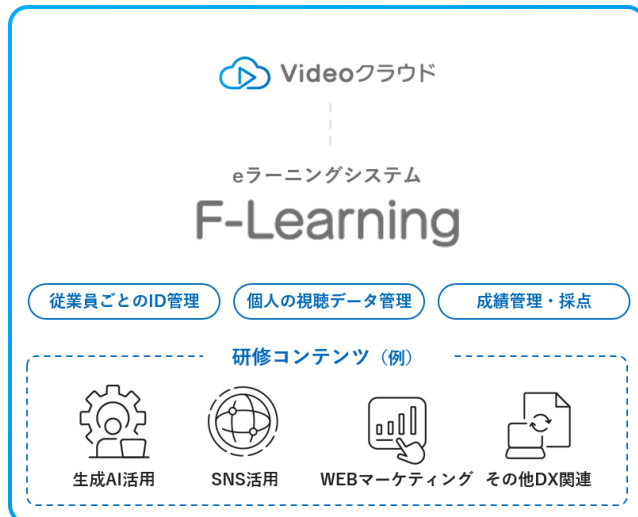 Videoクラウド
eラーニングシステム
F-Learning
従業員ごとのID管理
個人の視聴データ管理
成績管理・採点
研修コンテンツ（例）
生成AI活用
SNS活用
WEBマーケティング
その他DX関連